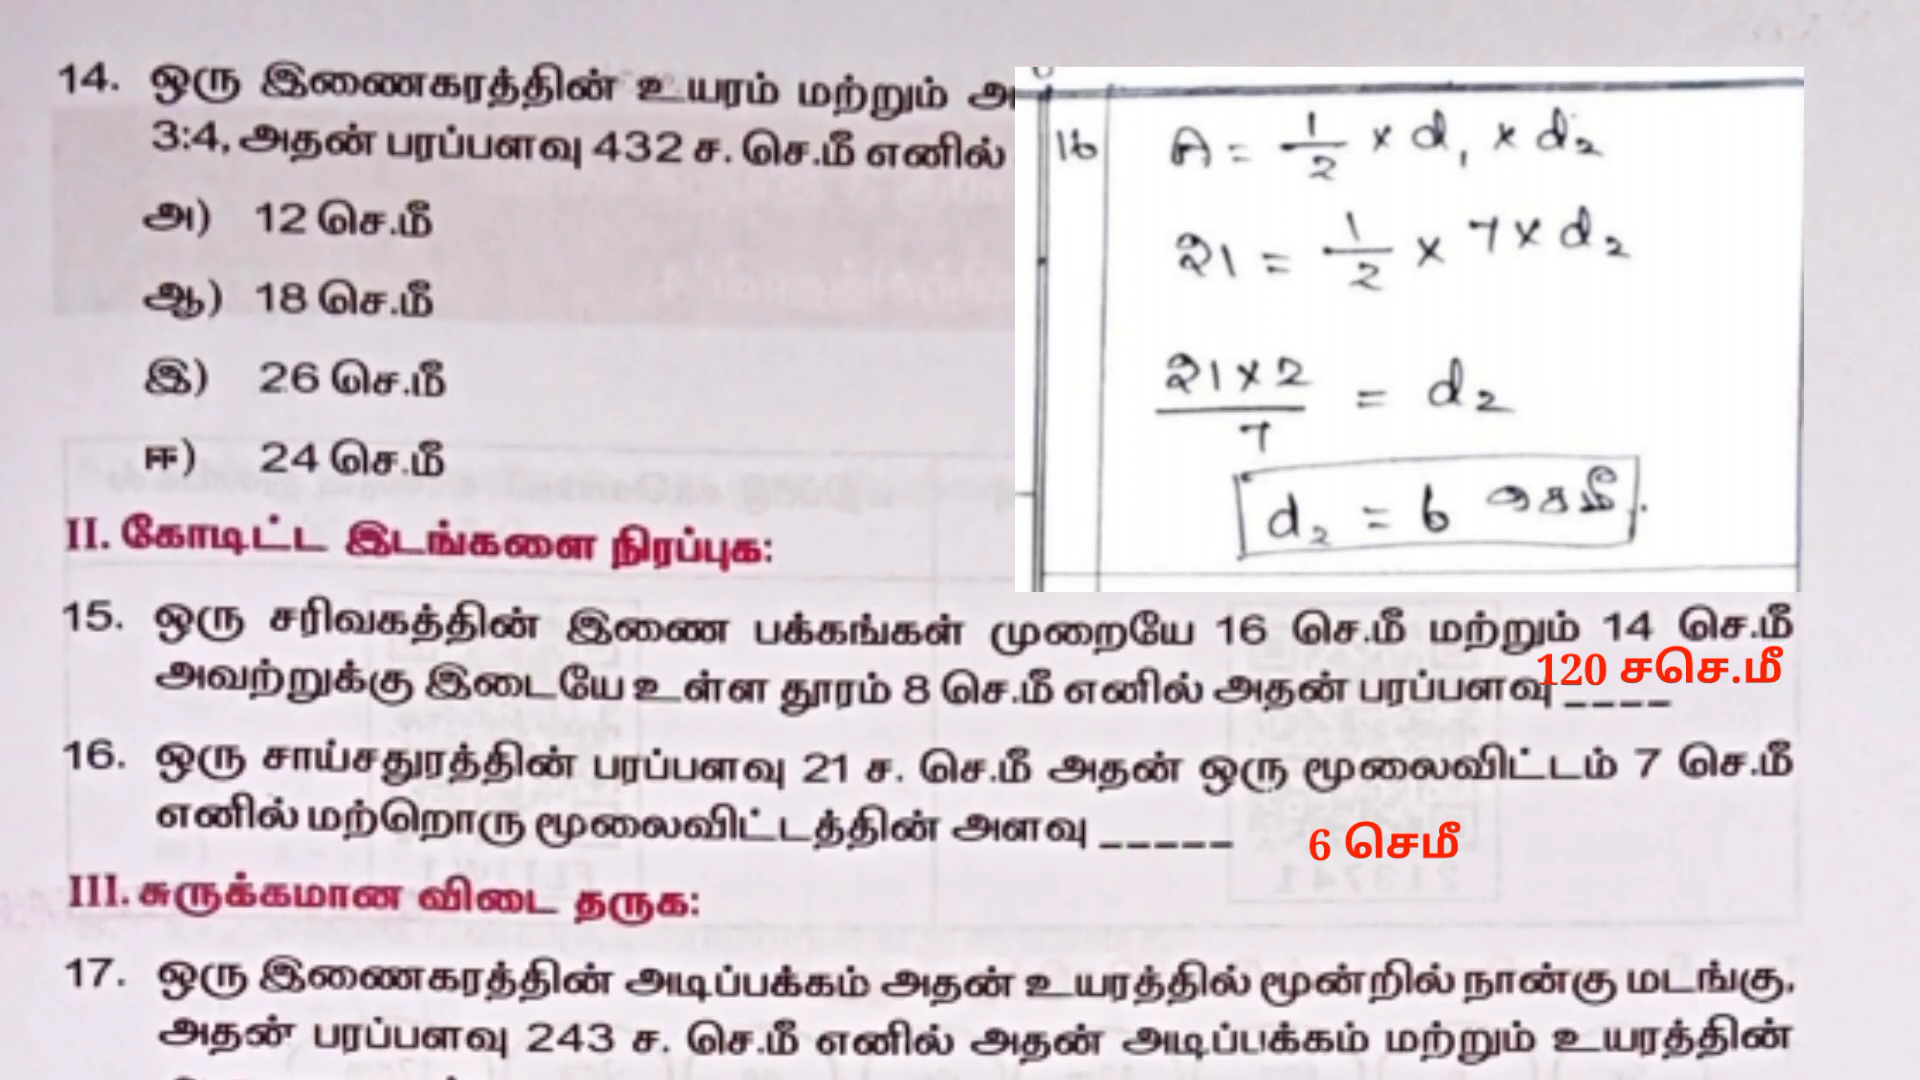 14. ஒரு இணைகரத்தின் உயரம் மற்றும்
3:4, அதன் பரப்பளவு 432 ச. செ.மீ எனில்
அ) 12 செ.மீ
ஆ) 18 செ.மீ
இ) 26 செ.மீ
ஈ) 24 செ.மீ
16 A = 1/2 × d₁ × d₂
21 = 1/2 × 7 × d₂
21 × 2 / 7 = d₂
d₂ = 6 செமீ.
II. கோடிட்ட இடங்களை நிரப்புக:
15. ஒரு சரிவகத்தின் இணை பக்கங்கள் முறையே 16 செ.மீ மற்றும் 14 செ.மீ
அவற்றுக்கு இடையே உள்ள தூரம் 8 செ.மீ எனில் அதன் பரப்பளவு ____ 120 சசெ.மீ
16. ஒரு சாய்சதுரத்தின் பரப்பளவு 21 ச. செ.மீ அதன் ஒரு மூலைவிட்டம் 7 செ.மீ
எனில் மற்றொரு மூலைவிட்டத்தின் அளவு _____ 6 செமீ
III. சுருக்கமான விடை தருக:
17. ஒரு இணைகரத்தின் அடிப்பக்கம் அதன் உயரத்தில் மூன்றில் நான்கு மடங்கு.
அதன் பரப்பளவு 243 ச. செ.மீ எனில் அதன் அடிப்பக்கம் மற்றும் உயரத்தின்